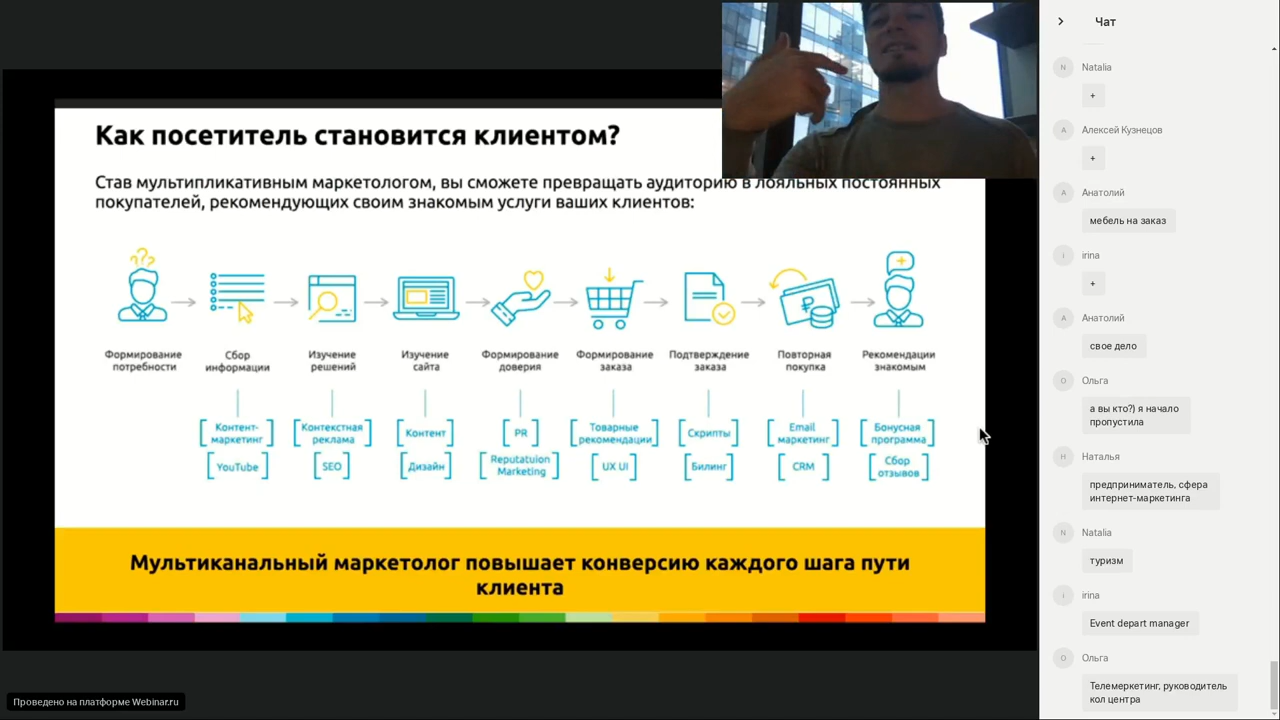 Как посетитель становится клиентом?
Став мультипликативным маркетологом, вы сможете превращать аудиторию в лояльных постоянных
покупателей, рекомендующих своим знакомым услуги ваших клиентов:
Формирование
потребности
Сбор
информации
Изучение
решений
Изучение
сайта
Формирование
доверия
Формирование
заказа
Подтверждение
заказа
Повторная
покупка
Рекомендации
знакомым
Контент-
маркетинг
Контекстная
реклама
Контент
PR
Товарные
рекомендации
Скрипты
Email
маркетинг
Бонусная
программа
YouTube
SEO
Дизайн
Reputatuion
Marketing
UX UI
Билинг
CRM
Сбор
отзывов
Мультиканальный маркетолог повышает конверсию каждого шага пути
клиента
Проведено на платформе Webinar.ru
Чат
N
Natalia
+
А
Алексей Кузнецов
+
А
Анатолий
мебель на заказ
i
irina
+
А
Анатолий
свое дело
О
Ольга
а вы кто?) я начало
пропустила
Н
Наталья
предприниматель, сфера
интернет-маркетинга
N
Natalia
туризм
i
irina
Event depart manager
О
Ольга
Телемеркетинг, руководитель
кол центра